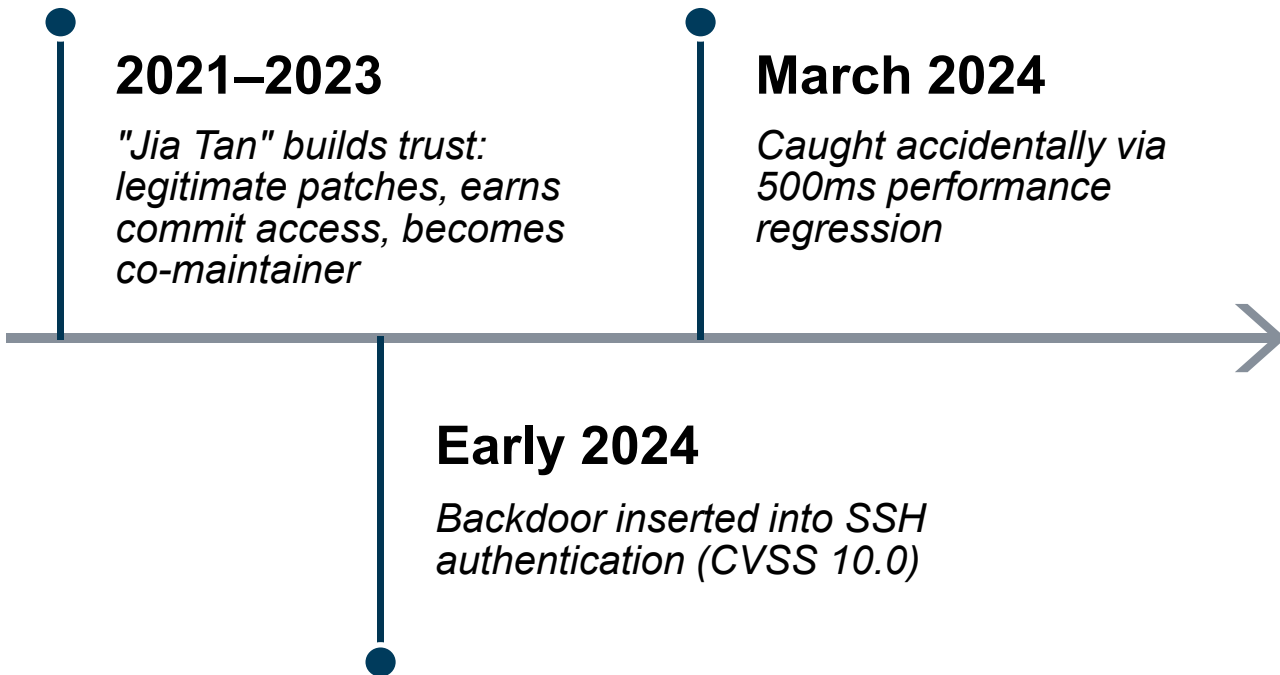 2021–2023
"Jia Tan" builds trust:
legitimate patches, earns
commit access, becomes
co-maintainer
March 2024
Caught accidentally via
500ms performance
regression
Early 2024
Backdoor inserted into SSH
authentication (CVSS 10.0)